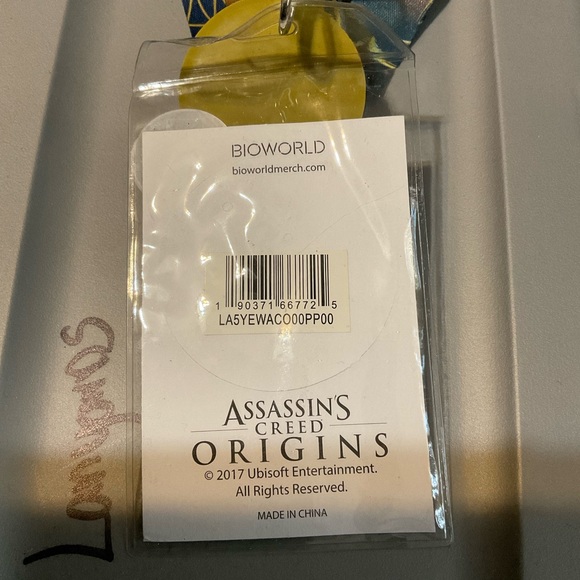 BIOWORLD
bioworldmerch.com
1 90371 66772 5
LA5YEWACO00PP00
ASSASSIN'S
CREED
ORIGINS
© 2017 Ubisoft Entertainment.
All Rights Reserved.
MADE IN CHINA
Lanyards